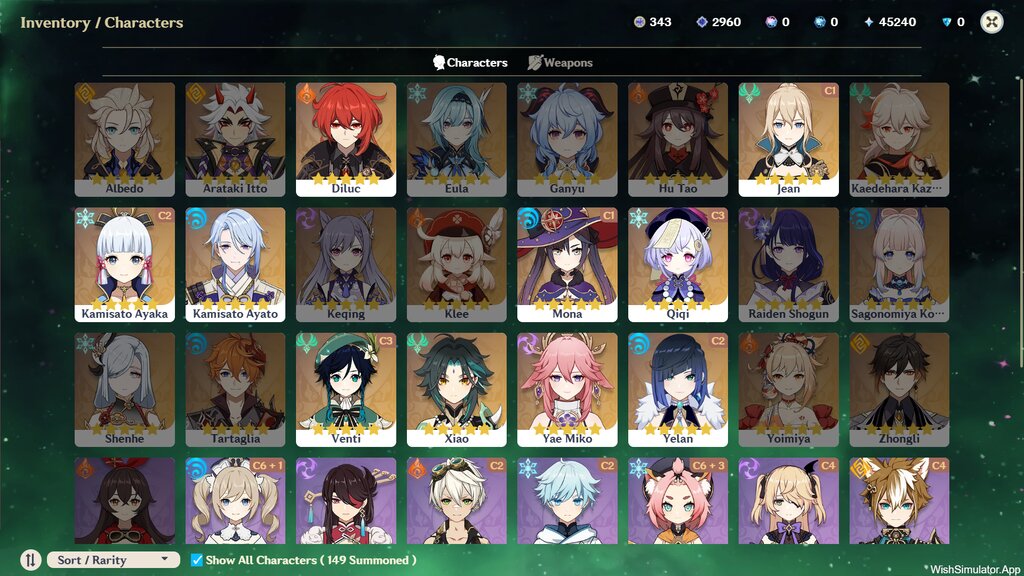 Inventory / Characters
343 2960 0 0 45240 0
Characters Weapons
C1
Albedo Arataki Itto Diluc Eula Ganyu Hu Tao Jean Kaedehara Kaz···
C2 C1 C3
Kamisato Ayaka Kamisato Ayato Keqing Klee Mona Qiqi Raiden Shogun Sagonomiya Ko···
C3 C2
Shenhe Tartaglia Venti Xiao Yae Miko Yelan Yoimiya Zhongli
C6 + 1 C2 C2 C6 + 3 C4 C4
Sort / Rarity Show All Characters ( 149 Summoned )
WishSimulator.App